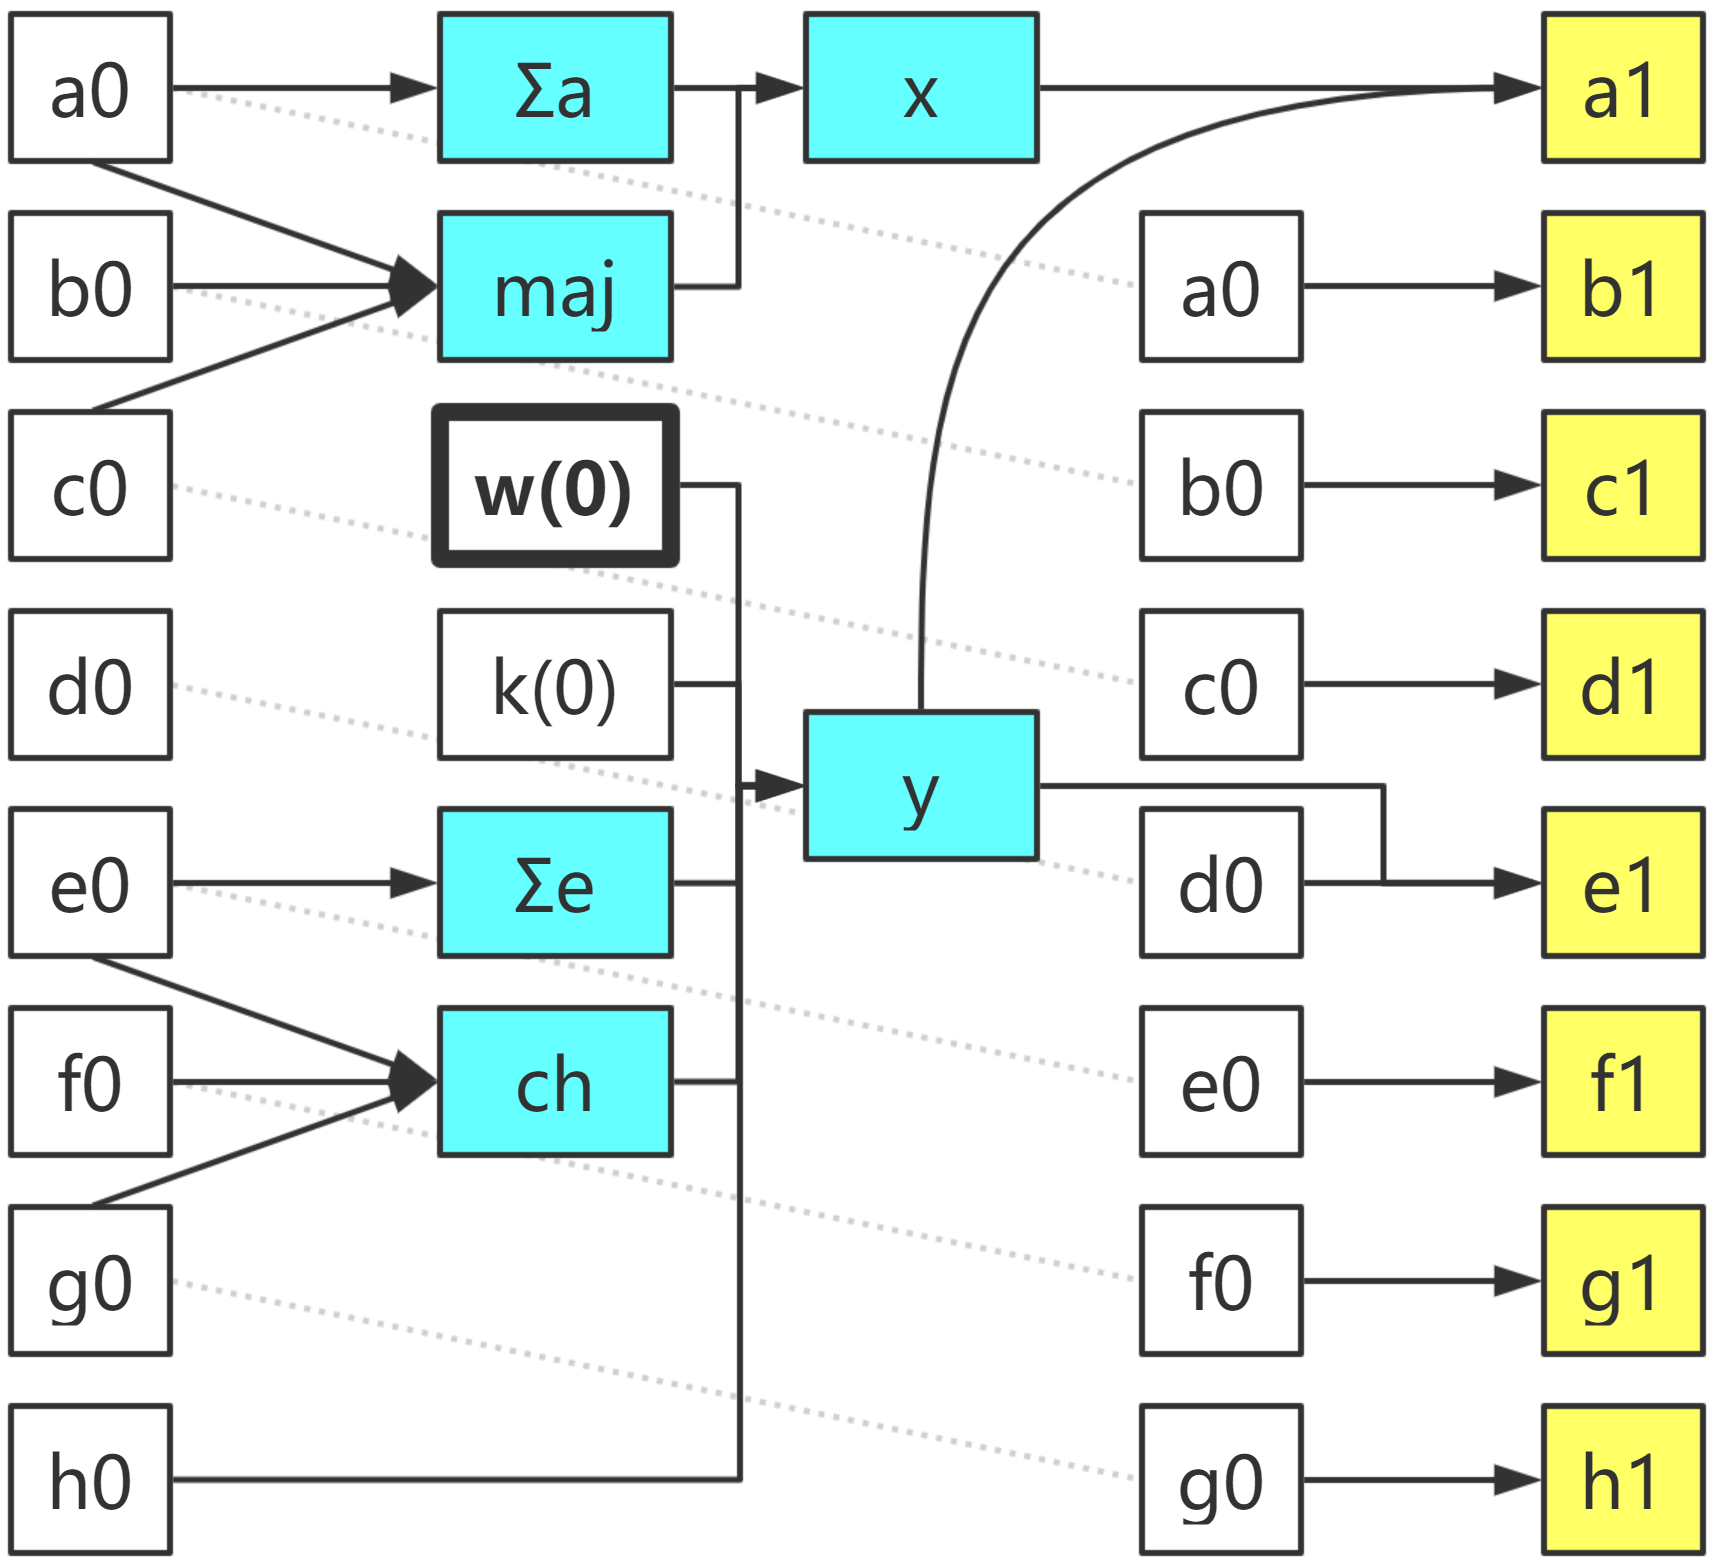 a0 Σa x a1
b0 maj a0 b1
c0 w(0) b0 c1
d0 k(0) c0 d1
y
e0 Σe d0 e1
f0 ch e0 f1
g0 f0 g1
h0 g0 h1